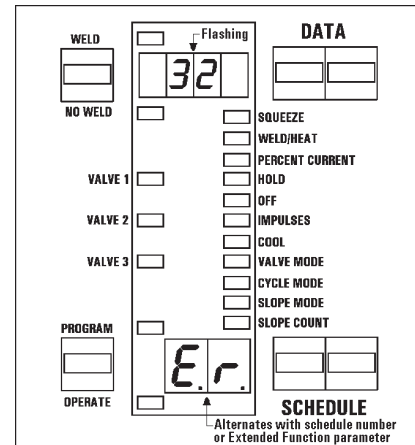 Flashing
DATA
WELD
32
NO WELD
SQUEEZE
WELD/HEAT
PERCENT CURRENT
VALVE 1
HOLD
OFF
VALVE 2
IMPULSES
COOL
VALVE 3
VALVE MODE
CYCLE MODE
SLOPE MODE
PROGRAM
SLOPE COUNT
E.r.
OPERATE
SCHEDULE
Alternates with schedule number
or Extended Function parameter